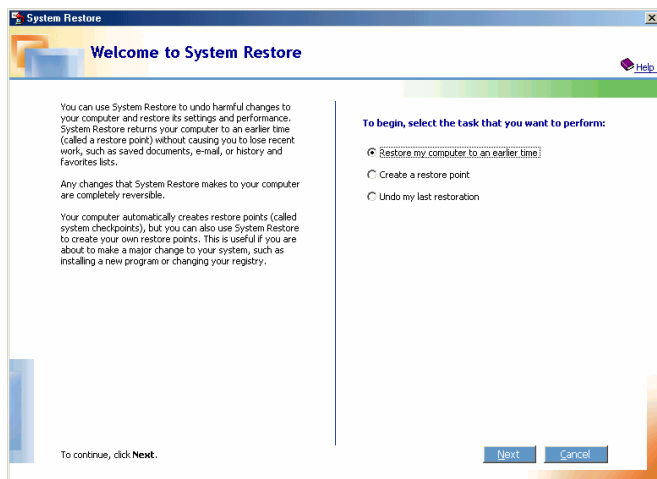 System Restore
Welcome to System Restore
Help
You can use System Restore to undo harmful changes to
your computer and restore its settings and performance.
System Restore returns your computer to an earlier time
(called a restore point) without causing you to lose recent
work, such as saved documents, e-mail, or history and
favorites lists.
Any changes that System Restore makes to your computer
are completely reversible.
Your computer automatically creates restore points (called
system checkpoints), but you can also use System Restore
to create your own restore points. This is useful if you are
about to make a major change to your system, such as
installing a new program or changing your registry.
To begin, select the task that you want to perform:
Restore my computer to an earlier time
Create a restore point
Undo my last restoration
To continue, click Next.
Next
Cancel